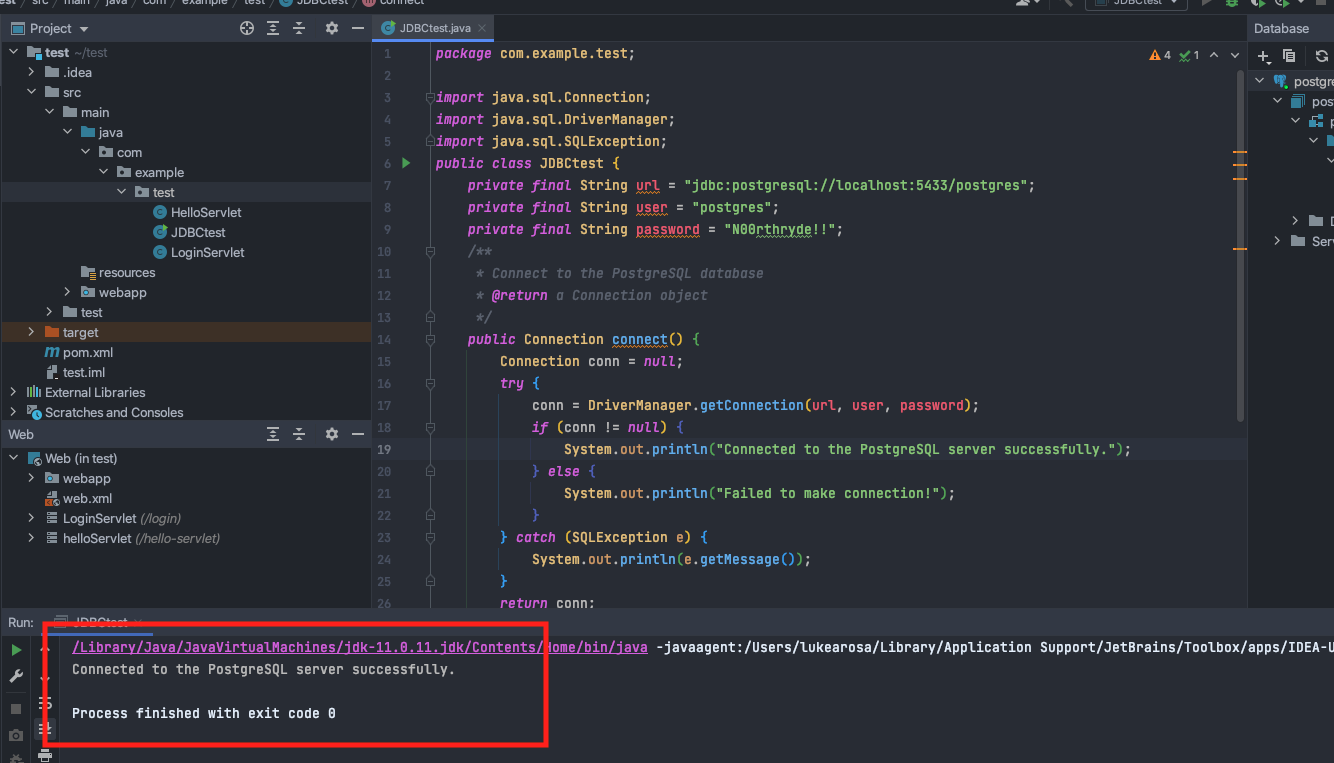 src / main / java / com / example / test / JDBCtest / connect
JDBCtest
Project
test ~/test
.idea
src
main
java
com
example
test
HelloServlet
JDBCtest
LoginServlet
resources
webapp
test
target
pom.xml
test.iml
External Libraries
Scratches and Consoles
Web
Web (in test)
webapp
web.xml
LoginServlet (/login)
helloServlet (/hello-servlet)
JDBCtest.java
4 1
1 package com.example.test;
2
3 import java.sql.Connection;
4 import java.sql.DriverManager;
5 import java.sql.SQLException;
6 public class JDBCtest {
7 private final String url = "jdbc:postgresql://localhost:5433/postgres";
8 private final String user = "postgres";
9 private final String password = "N00rthryde!!";
10 /**
11 * Connect to the PostgreSQL database
12 * @return a Connection object
13 */
14 public Connection connect() {
15 Connection conn = null;
16 try {
17 conn = DriverManager.getConnection(url, user, password);
18 if (conn != null) {
19 System.out.println("Connected to the PostgreSQL server successfully.");
20 } else {
21 System.out.println("Failed to make connection!");
22 }
23 } catch (SQLException e) {
24 System.out.println(e.getMessage());
25 }
26 return conn;
Database
postgre
pos
Ser
Run: JDBCtest
/Library/Java/JavaVirtualMachines/jdk-11.0.11.jdk/Contents/Home/bin/java -javaagent:/Users/lukearosa/Library/Application Support/JetBrains/Toolbox/apps/IDEA-U
Connected to the PostgreSQL server successfully.
Process finished with exit code 0